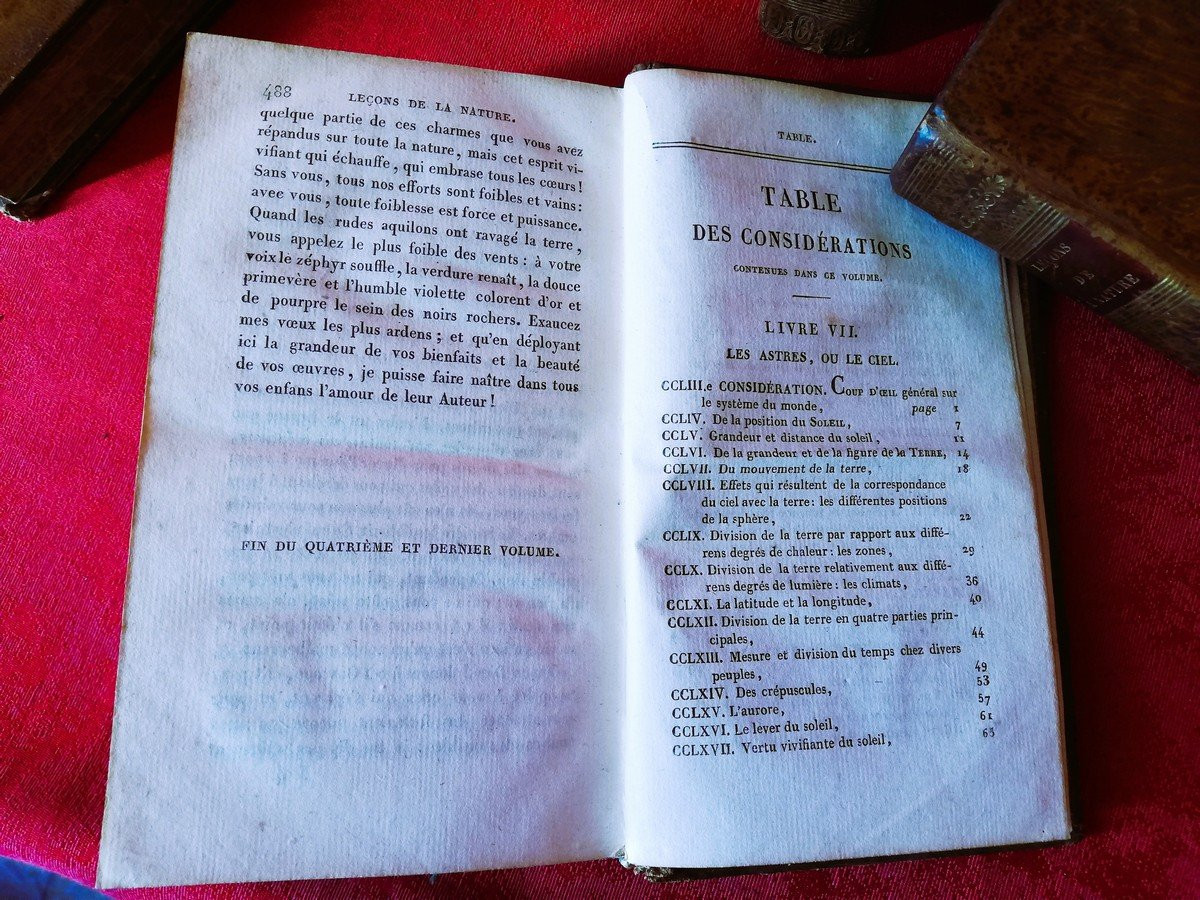 488 LEÇONS DE LA NATURE.
quelque partie de ces charmes que vous avez
répandus sur toute la nature, mais cet esprit vi-
vifiant qui échauffe, qui embrase tous les cœurs!
Sans vous, tous nos efforts sont foibles et vains:
avec vous, toute foiblesse est force et puissance.
Quand les rudes aquilons ont ravagé la terre,
vous appelez le plus foible des vents: à votre
voix le zéphyr souffle, la verdure renaît, la douce
primevère et l'humble violette colorent d'or et
de pourpre le sein des noirs rochers. Exaucez
mes vœux les plus ardens; et qu'en déployant
ici la grandeur de vos bienfaits et la beauté
de vos œuvres, je puisse faire naître dans tous
vos enfans l'amour de leur Auteur!
FIN DU QUATRIÈME ET DERNIER VOLUME.
TABLE.
TABLE
DES CONSIDÉRATIONS
CONTENUES DANS CE VOLUME.
LIVRE VII.
LES ASTRES, OU LE CIEL.
CCLIII.e CONSIDÉRATION. COUP D'ŒIL général sur
le système du monde, page 1
CCLIV. De la position du SOLEIL, 7
CCLV. Grandeur et distance du soleil, 11
CCLVI. De la grandeur et de la figure de la TERRE, 14
CCLVII. Du mouvement de la terre, 18
CCLVIII. Effets qui résultent de la correspondance
du ciel avec la terre: les différentes positions
de la sphère, 22
CCLIX. Division de la terre par rapport aux diffé-
rens degrés de chaleur: les zones, 29
CCLX. Division de la terre relativement aux diffé-
rens degrés de lumière: les climats, 36
CCLXI. La latitude et la longitude, 40
CCLXII. Division de la terre en quatre parties prin-
cipales, 44
CCLXIII. Mesure et division du temps chez divers
peuples, 49
CCLXIV. Des crépuscules, 53
CCLXV. L'aurore, 57
CCLXVI. Le lever du soleil, 61
CCLXVII. Vertu vivifiante du soleil, 65
LEÇONS
DE